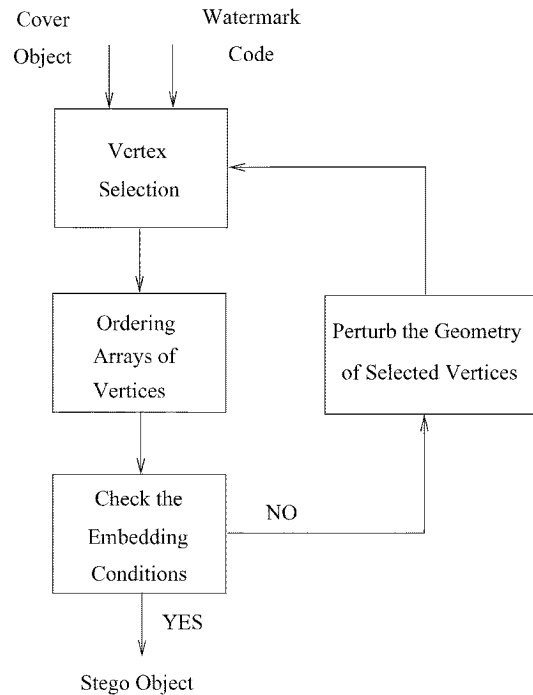 Cover
Object
Watermark
Code
Vertex
Selection
Ordering
Arrays of
Vertices
Perturb the Geometry
of Selected Vertices
Check the
Embedding
Conditions
NO
YES
Stego Object